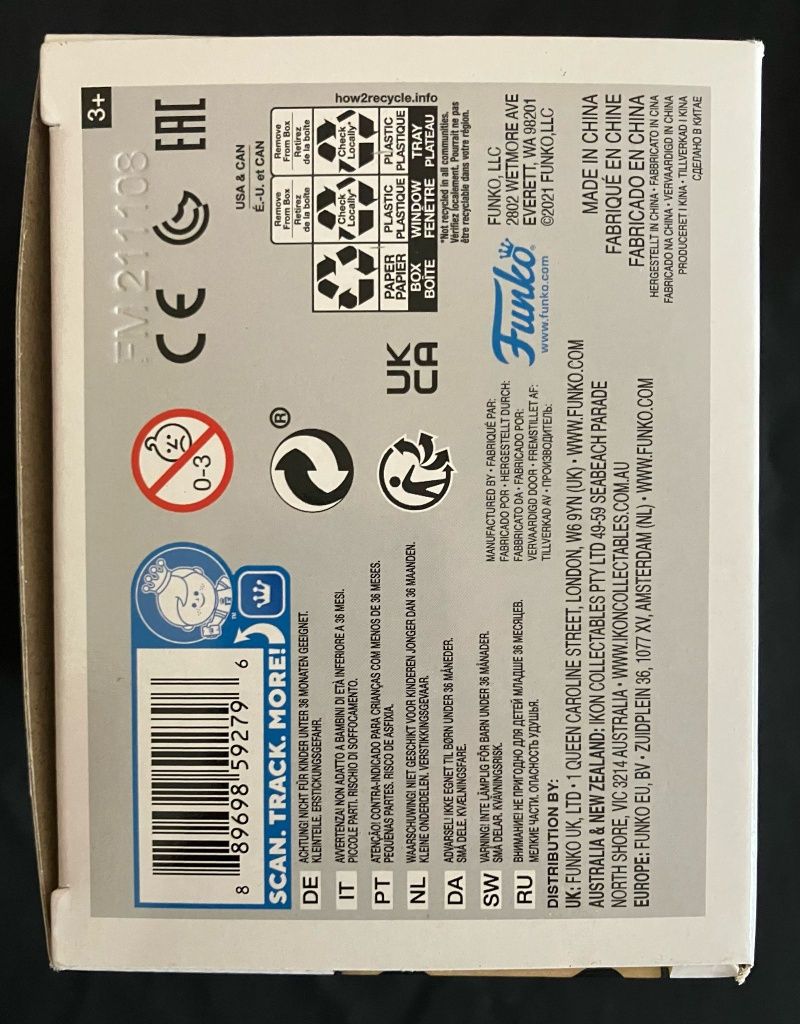 8 89698 59279 6
SCAN. TRACK. MORE!
™
0-3
®
FM 211108
CE
EAC
3+
DE ACHTUNG! NICHT FÜR KINDER UNTER 36 MONATEN GEEIGNET.
KLEINTEILE. ERSTICKUNGSGEFAHR.
IT AVVERTENZA! NON ADATTO A BAMBINI DI ETÀ INFERIORE A 36 MESI.
PICCOLE PARTI. RISCHIO DI SOFFOCAMENTO.
PT ATENÇÃO! CONTRA-INDICADO PARA CRIANÇAS COM MENOS DE 36 MESES.
PEQUENAS PARTES. RISCO DE ASFIXIA.
NL WAARSCHUWING! NIET GESCHIKT VOOR KINDEREN JONGER DAN 36 MAANDEN.
KLEINE ONDERDELEN. VERSTIKKINGSGEVAAR.
DA ADVARSEL! IKKE EGNET TIL BØRN UNDER 36 MÅNEDER.
SMÅ DELE. KVÆLNINGSFARE.
SW VARNING! INTE LÄMPLIG FÖR BARN UNDER 36 MÅNADER.
SMÅ DELAR. KVÄVNINGSRISK.
RU ВНИМАНИЕ! НЕ ПРИГОДНО ДЛЯ ДЕТЕЙ МЛАДШЕ 36 МЕСЯЦЕВ.
МЕЛКИЕ ЧАСТИ. ОПАСНОСТЬ УДУШЬЯ.
UK
CA
USA & CAN
É.-U. et CAN
Remove
From Box
Retirez
de la boîte
Remove
From Box
Retirez
de la boîte
Check
Locally*
Check
Locally*
PAPER
PAPIER
PLASTIC
PLASTIQUE
PLASTIC
PLASTIQUE
BOX
BOÎTE
WINDOW
FENÊTRE
TRAY
PLATEAU
how2recycle.info
*Not recycled in all communities.
Vérifiez localement. Pourrait ne pas
être recyclable dans votre région.
MANUFACTURED BY • FABRIQUÉ PAR:
FABRICADO POR • HERGESTELLT DURCH:
FABBRICATO DA • FABRICADO POR:
VERVAARDIGD DOOR • FREMSTILLET AF:
TILLVERKAD AV • ПРОИЗВОДИТЕЛЬ:
Funko®
www.funko.com
FUNKO, LLC
2802 WETMORE AVE
EVERETT, WA 98201
©2021 FUNKO,LLC
DISTRIBUTION BY:
UK: FUNKO UK, LTD • 1 QUEEN CAROLINE STREET, LONDON, W6 9YN (UK) • WWW.FUNKO.COM
AUSTRALIA & NEW ZEALAND: IKON COLLECTABLES PTY LTD 49-59 SEABEACH PARADE
NORTH SHORE, VIC 3214 AUSTRALIA • WWW.IKONCOLLECTABLES.COM.AU
EUROPE: FUNKO EU, BV • ZUIDPLEIN 36, 1077 XV, AMSTERDAM (NL) • WWW.FUNKO.COM
MADE IN CHINA
FABRIQUÉ EN CHINE
FABRICADO EN CHINA
HERGESTELLT IN CHINA • FABBRICATO IN CINA
FABRICADO NA CHINA • VERVAARDIGD IN CHINA
PRODUCERET I KINA • TILLVERKAD I KINA
СДЕЛАНО В КИТАЕ